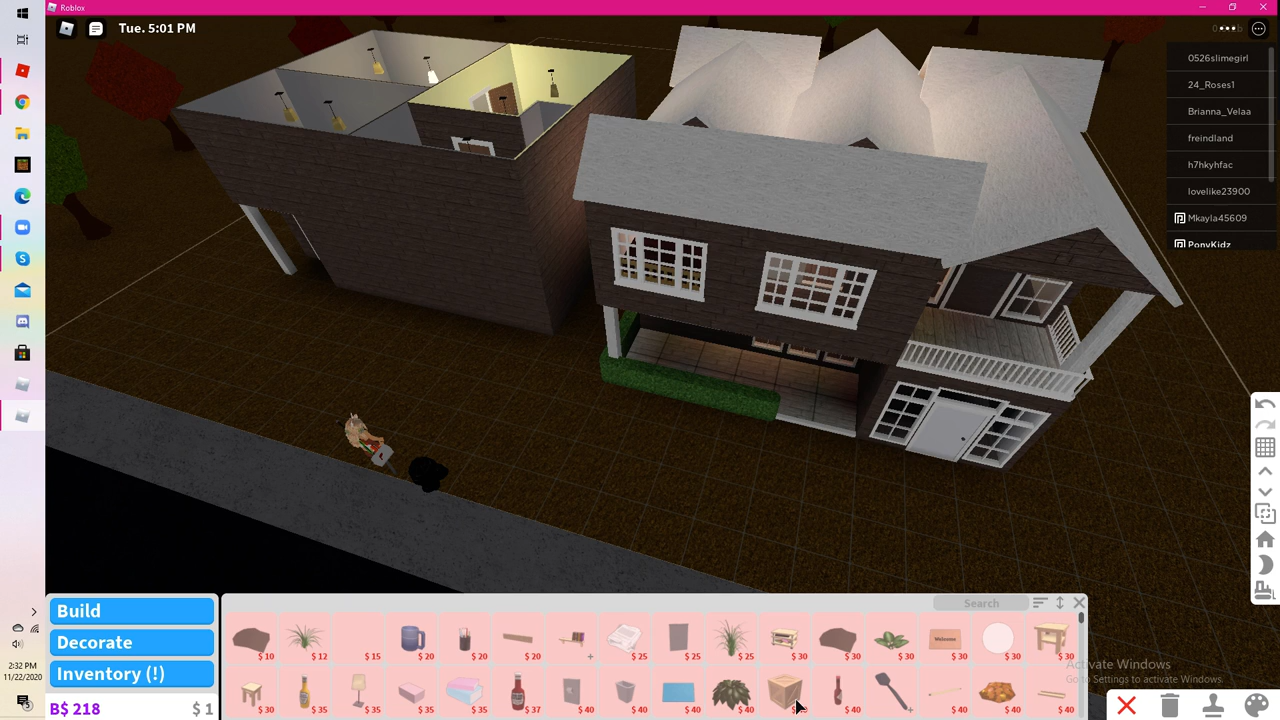 Roblox
Tue. 5:01 PM
0526slimegirl
24_Roses1
Brianna_Velaa
freindland
h7hkyhfac
lovelike23900
Mkayla45609
PonyKidz
Search
Build
Decorate
Inventory (!)
B$ 218
$ 1
$ 10
$ 12
$ 15
$ 20
$ 20
$ 20
$ 25
$ 25
$ 25
$ 30
$ 30
$ 30
Welcome
$ 30
$ 30
$ 30
$ 30
$ 35
$ 35
$ 35
$ 35
$ 37
$ 40
$ 40
$ 40
$ 40
$ 40
$ 40
$ 40
$ 40
Activate Windows
Go to Settings to activate Windows.
2:32 PM
11/22/2020